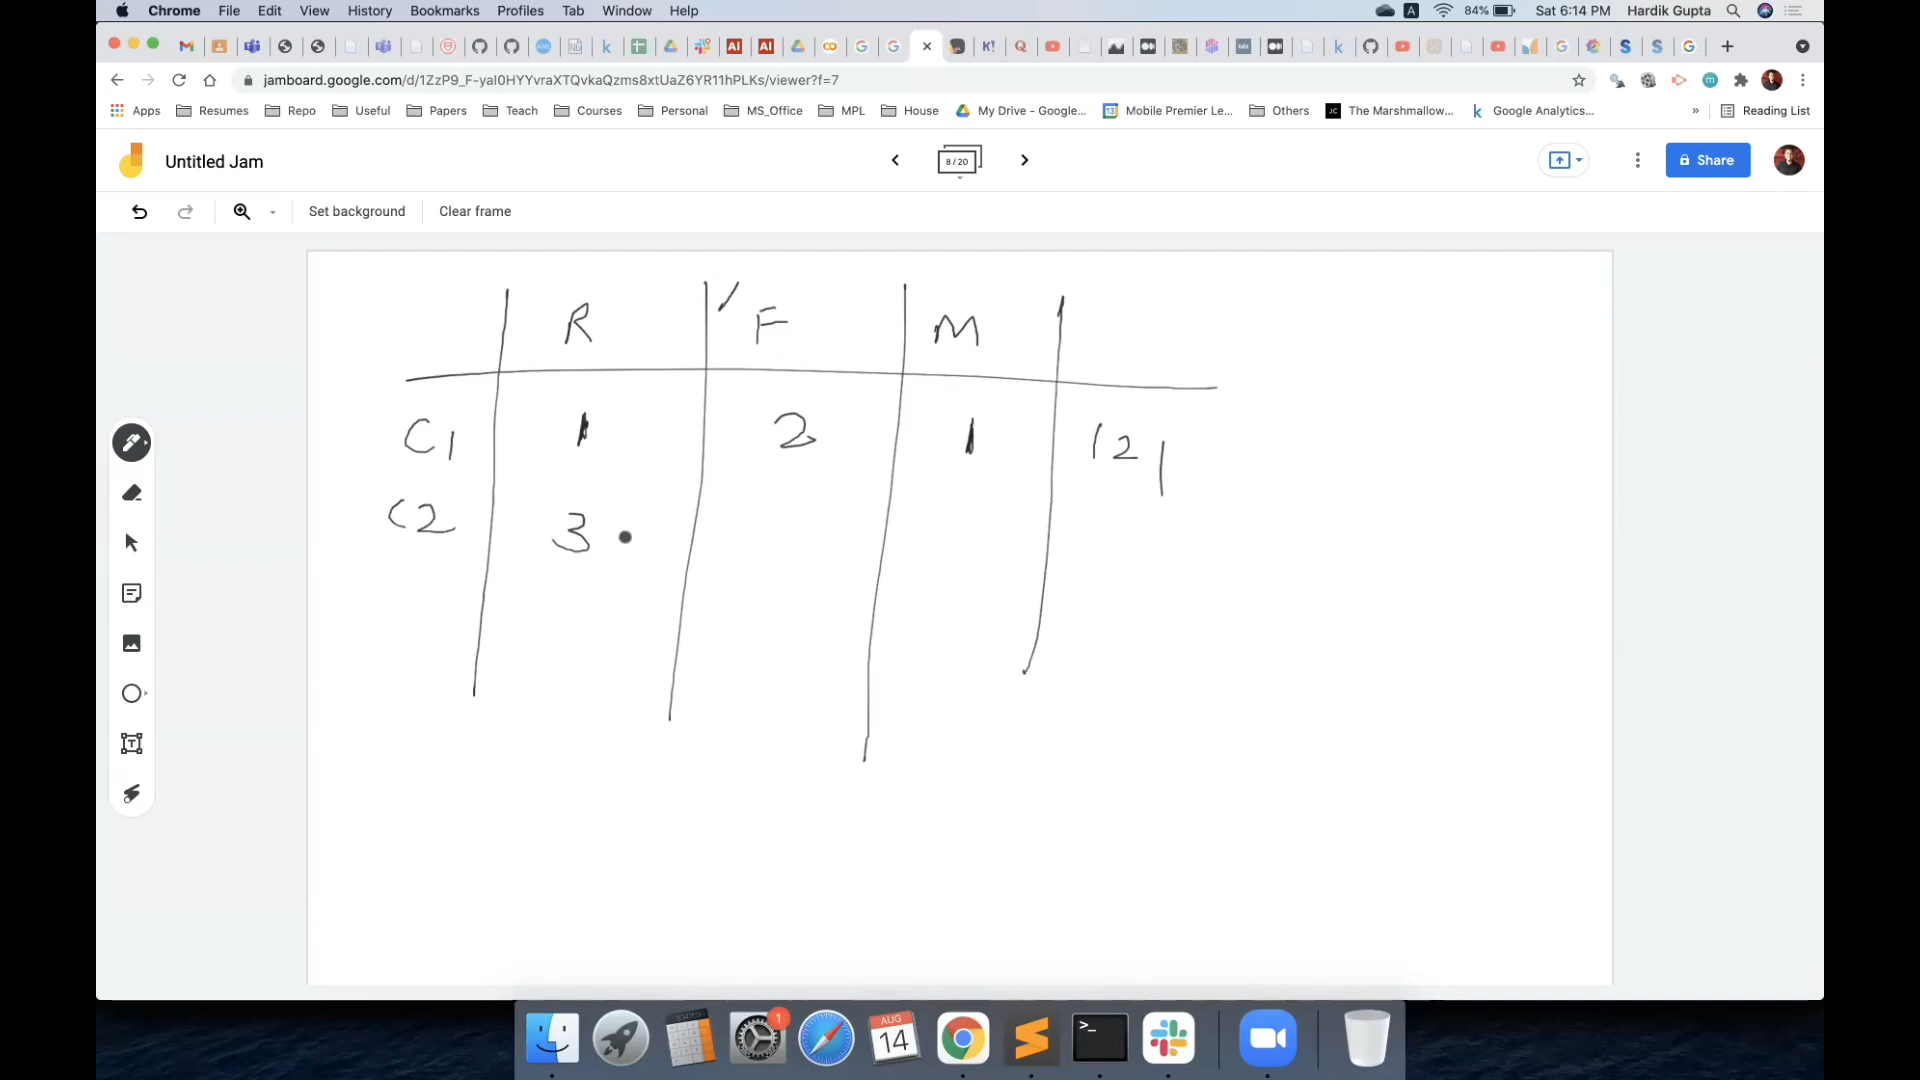 Chrome File Edit View History Bookmarks Profiles Tab Window Help A 84% Sat 6:14 PM Hardik Gupta
jamboard.google.com/d/1ZzP9_F-yaI0HYYvraXTQvkaQzms8xtUaZ6YR11hPLKs/viewer?f=7
Apps Resumes Repo Useful Papers Teach Courses Personal MS_Office MPL House My Drive - Google... Mobile Premier Le... Others The Marshmallow... Google Analytics... » Reading List
Untitled Jam 8 / 20 Share
Set background Clear frame
R F M
C1 1 2 1 121
C2 3
1 AUG
14